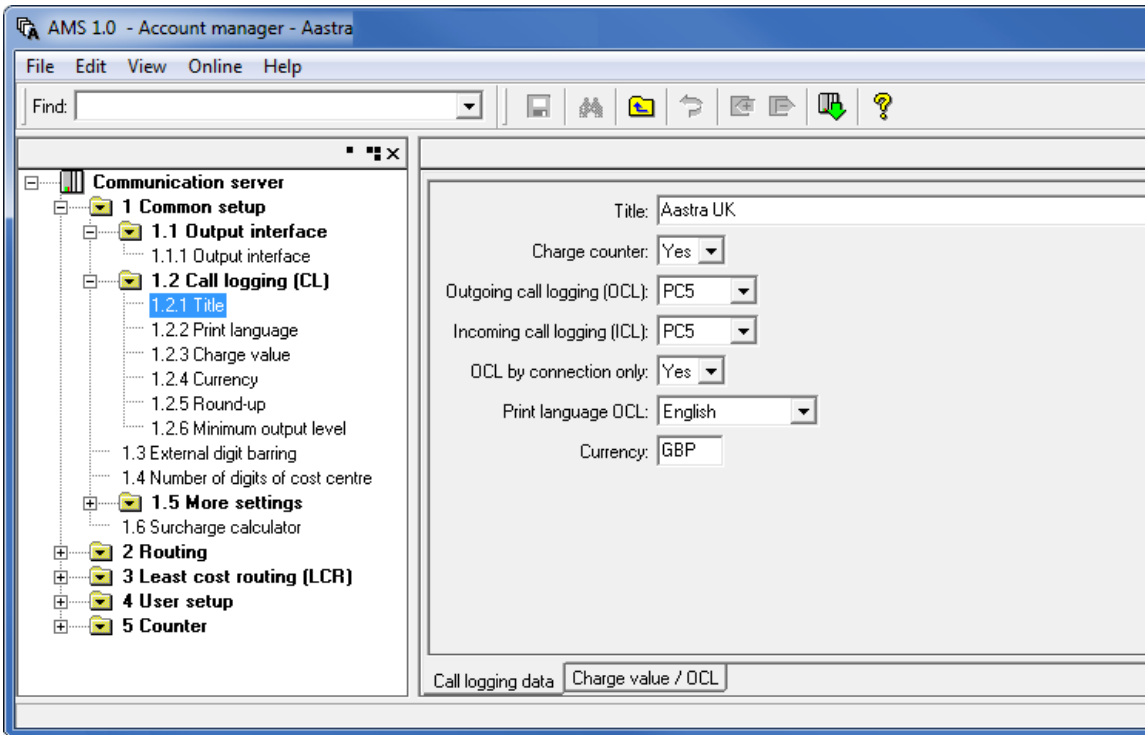 AMS 1.0 - Account manager - Aastra
File Edit View Online Help
Find:
Communication server
1 Common setup
1.1 Output interface
1.1.1 Output interface
1.2 Call logging (CL)
1.2.1 Title
1.2.2 Print language
1.2.3 Charge value
1.2.4 Currency
1.2.5 Round-up
1.2.6 Minimum output level
1.3 External digit barring
1.4 Number of digits of cost centre
1.5 More settings
1.6 Surcharge calculator
2 Routing
3 Least cost routing (LCR)
4 User setup
5 Counter
Title: Aastra UK
Charge counter: Yes
Outgoing call logging (OCL): PC5
Incoming call logging (ICL): PC5
OCL by connection only: Yes
Print language OCL: English
Currency: GBP
Call logging data Charge value / OCL